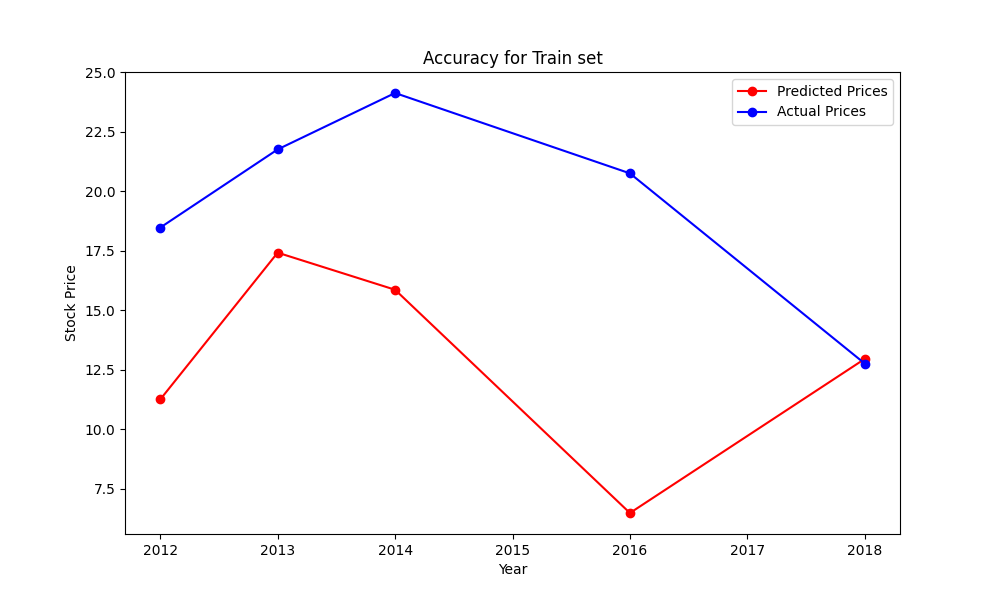 Accuracy for Train set
Predicted Prices
Actual Prices
25.0
22.5
20.0
17.5
15.0
12.5
10.0
7.5
Stock Price
2012 2013 2014 2015 2016 2017 2018
Year